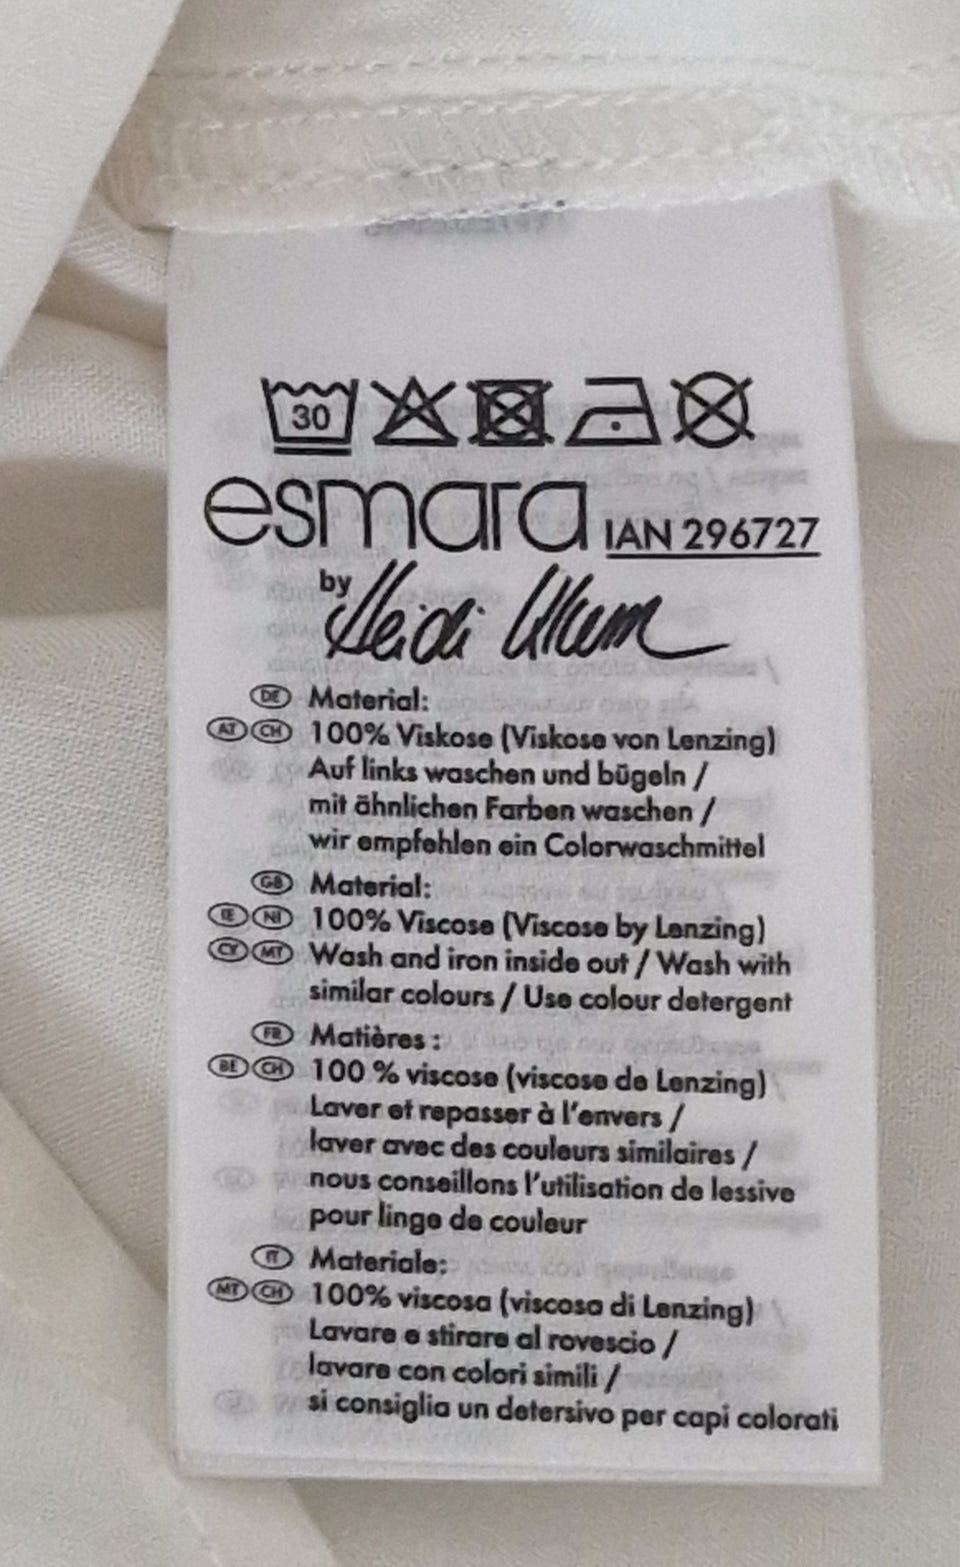 30
esmara IAN 296727
by Heidi Klum
DE Material:
AT CH 100% Viskose (Viskose von Lenzing)
Auf links waschen und bügeln /
mit ähnlichen Farben waschen /
wir empfehlen ein Colorwaschmittel
GB Material:
IE NI 100% Viscose (Viscose by Lenzing)
CY MT Wash and iron inside out / Wash with
similar colours / Use colour detergent
FR Matières :
BE CH 100 % viscose (viscose de Lenzing)
Laver et repasser à l'envers /
laver avec des couleurs similaires /
nous conseillons l'utilisation de lessive
pour linge de couleur
IT Materiale:
MT CH 100% viscosa (viscosa di Lenzing)
Lavare e stirare al rovescio /
lavare con colori simili /
si consiglia un detersivo per capi colorati